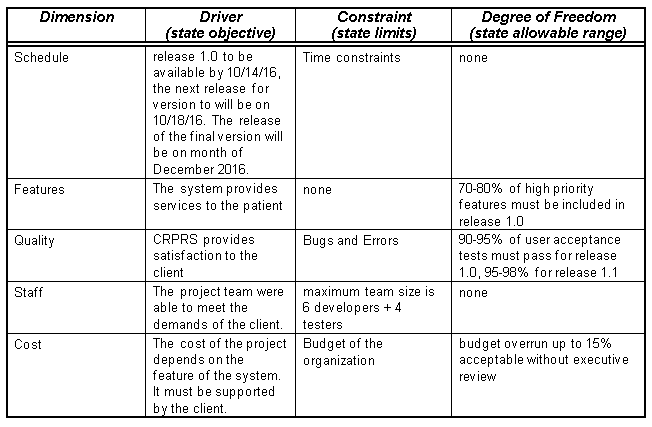 Dimension
Driver
(state objective)
Constraint
(state limits)
Degree of Freedom
(state allowable range)
Schedule
release 1.0 to be
available by 10/14/16,
the next release for
version to will be on
10/18/16. The release
of the final version will
be on month of
December 2016.
Time constraints
none
Features
The system provides
services to the patient
none
70-80% of high priority
features must be included in
release 1.0
Quality
CRPRS provides
satisfaction to the
client
Bugs and Errors
90-95% of user acceptance
tests must pass for release
1.0, 95-98% for release 1.1
Staff
The project team were
able to meet the
demands of the client.
maximum team size is
6 developers + 4
testers
none
Cost
The cost of the project
depends on the
feature of the system.
It must be supported
by the client.
Budget of the
organization
budget overrun up to 15%
acceptable without executive
review